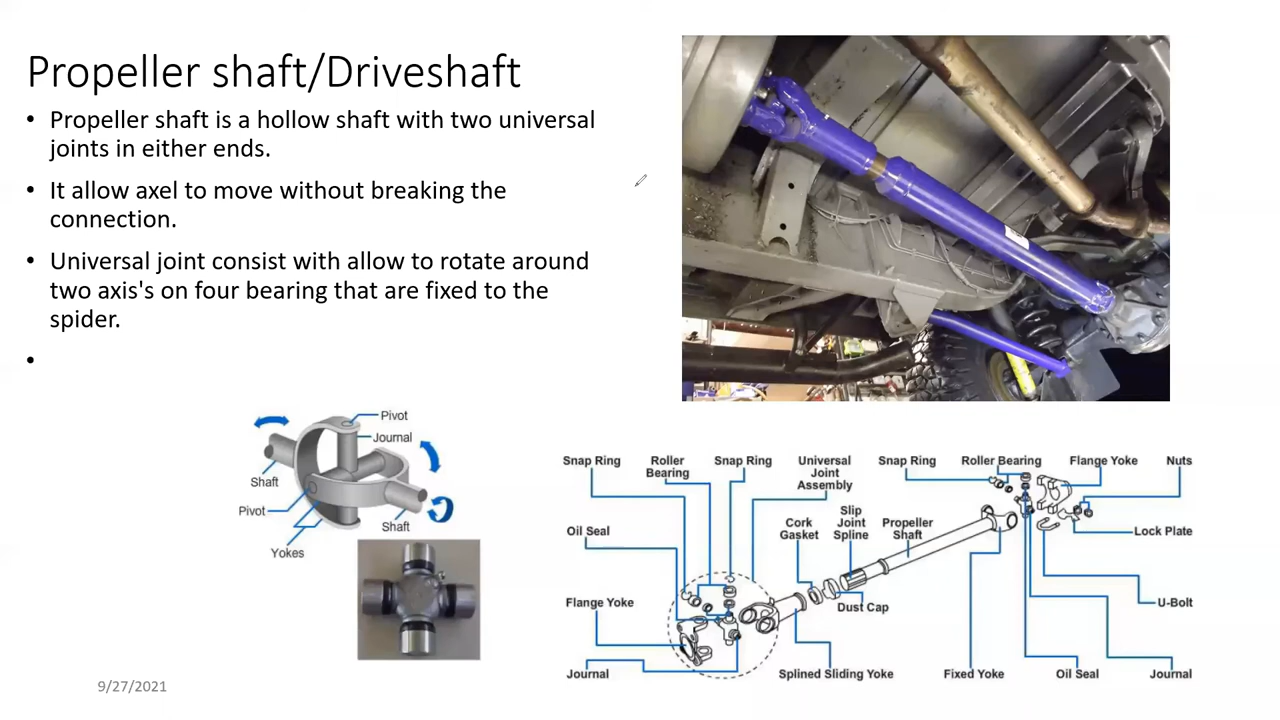 Propeller shaft/Driveshaft
• Propeller shaft is a hollow shaft with two universal
joints in either ends.
• It allow axel to move without breaking the
connection.
• Universal joint consist with allow to rotate around
two axis's on four bearing that are fixed to the
spider.
•
Pivot
Journal
Shaft
Pivot
Shaft
Yokes
Snap Ring
Roller
Bearing
Snap Ring
Universal
Joint
Assembly
Snap Ring
Roller Bearing
Flange Yoke
Nuts
Oil Seal
Cork
Gasket
Slip
Joint
Spline
Propeller
Shaft
Lock Plate
Flange Yoke
Dust Cap
U-Bolt
Journal
Splined Sliding Yoke
Fixed Yoke
Oil Seal
Journal
9/27/2021